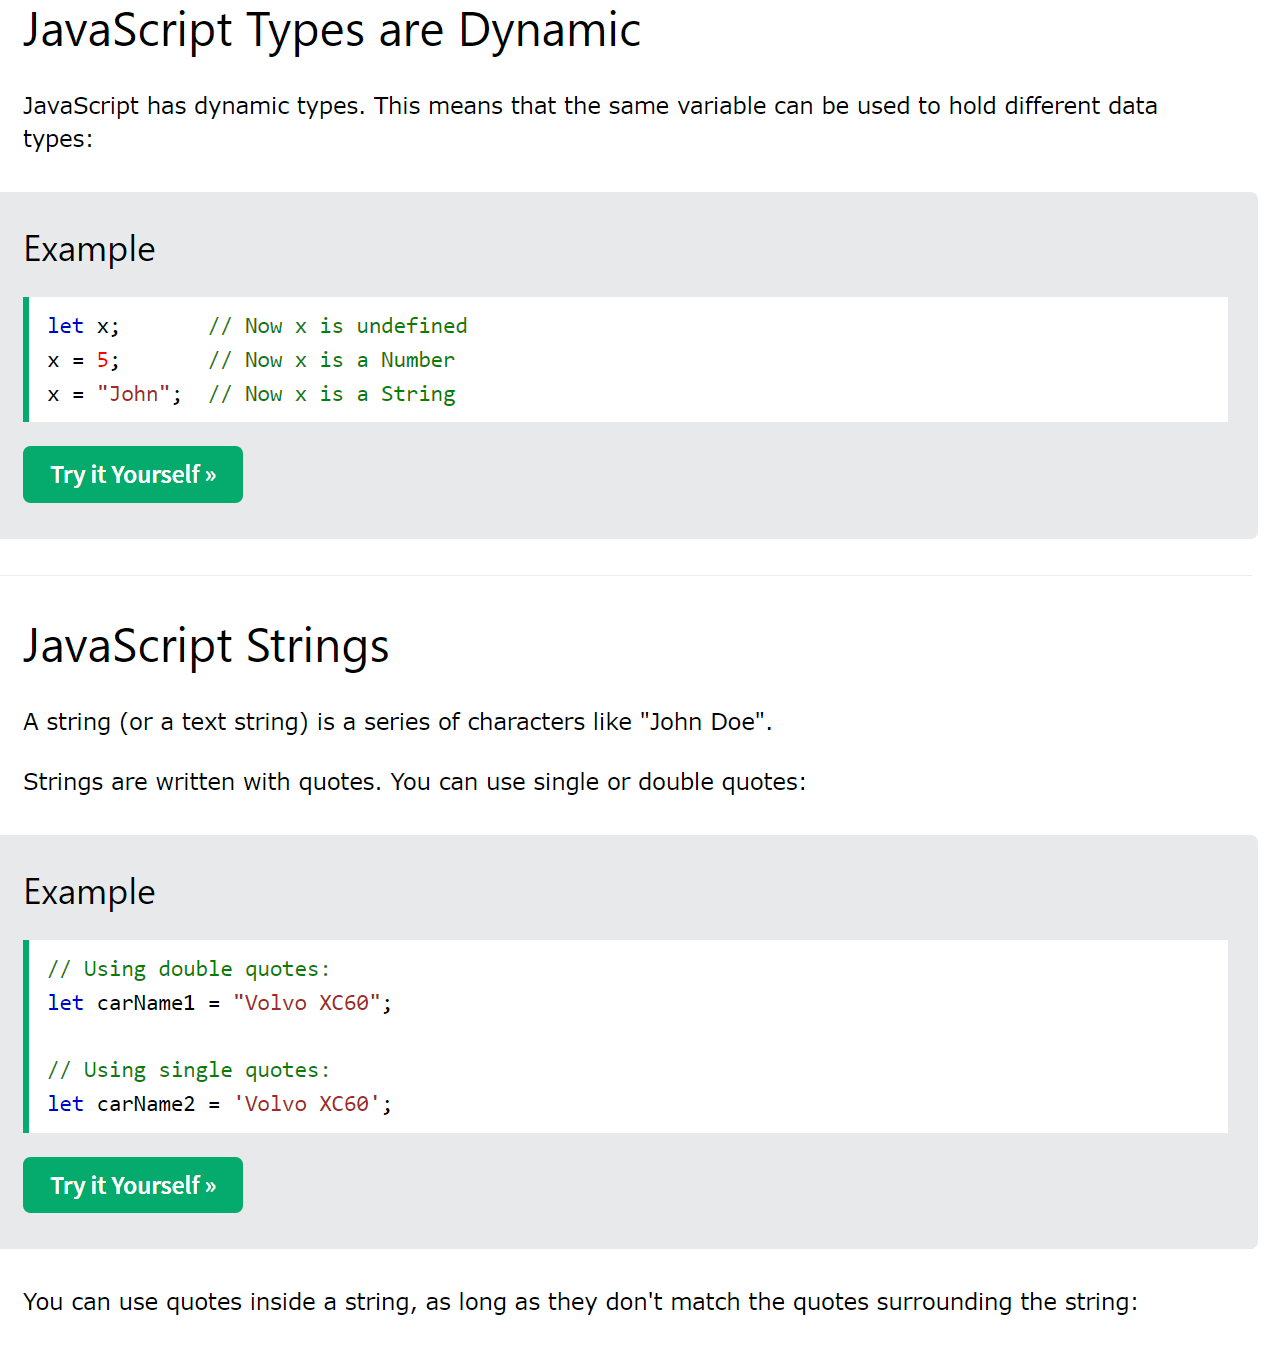 JavaScript Types are Dynamic
JavaScript has dynamic types. This means that the same variable can be used to hold different data
types:
Example
let x;       // Now x is undefined
x = 5;       // Now x is a Number
x = "John";  // Now x is a String
Try it Yourself »
JavaScript Strings
A string (or a text string) is a series of characters like "John Doe".
Strings are written with quotes. You can use single or double quotes:
Example
// Using double quotes:
let carName1 = "Volvo XC60";
// Using single quotes:
let carName2 = 'Volvo XC60';
Try it Yourself »
You can use quotes inside a string, as long as they don't match the quotes surrounding the string: